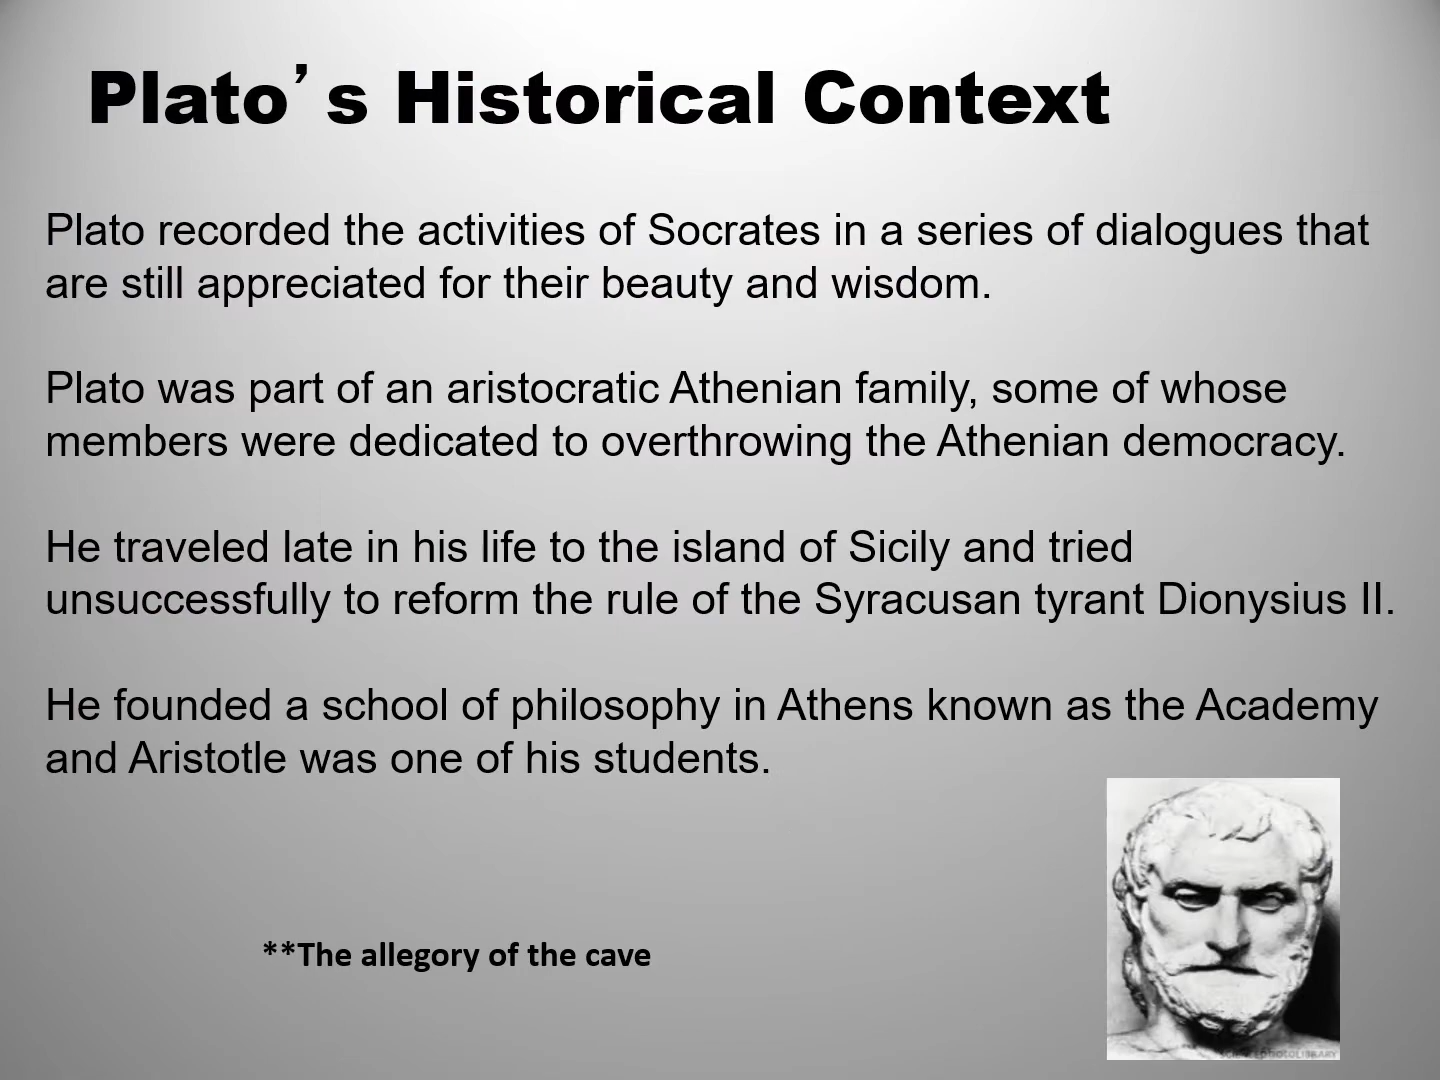 Plato’s Historical Context
Plato recorded the activities of Socrates in a series of dialogues that
are still appreciated for their beauty and wisdom.
Plato was part of an aristocratic Athenian family, some of whose
members were dedicated to overthrowing the Athenian democracy.
He traveled late in his life to the island of Sicily and tried
unsuccessfully to reform the rule of the Syracusan tyrant Dionysius II.
He founded a school of philosophy in Athens known as the Academy
and Aristotle was one of his students.
**The allegory of the cave
SCIENCEPHOTOLIBRARY